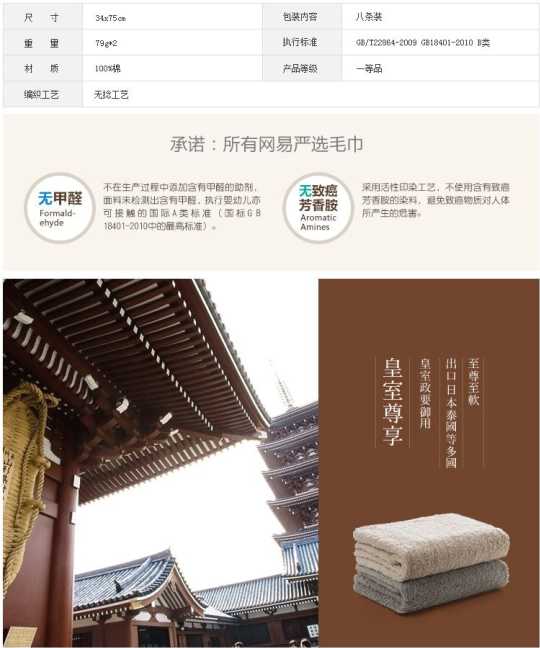 尺 寸 34x75cm 包装内容 八条装
重 量 79g*2 执行标准 GB/T22864-2009 GB18401-2010 B类
材 质 100%棉 产品等级 一等品
编织工艺 无捻工艺
承诺：所有网易严选毛巾
无甲醛
Formald-
ehyde
不在生产过程中添加含有甲醛的助剂，
面料未检测出含有甲醛，执行婴幼儿亦
可接触的国际A类标准（国标GB
18401-2010中的最高标准）。
无致癌
芳香胺
Aromatic
Amines
采用活性印染工艺，不使用含有致癌
芳香胺的染料，避免致癌物质对人体
所产生的危害。
至尊至軟
出口日本泰國等多國
皇室政要御用
皇室尊享